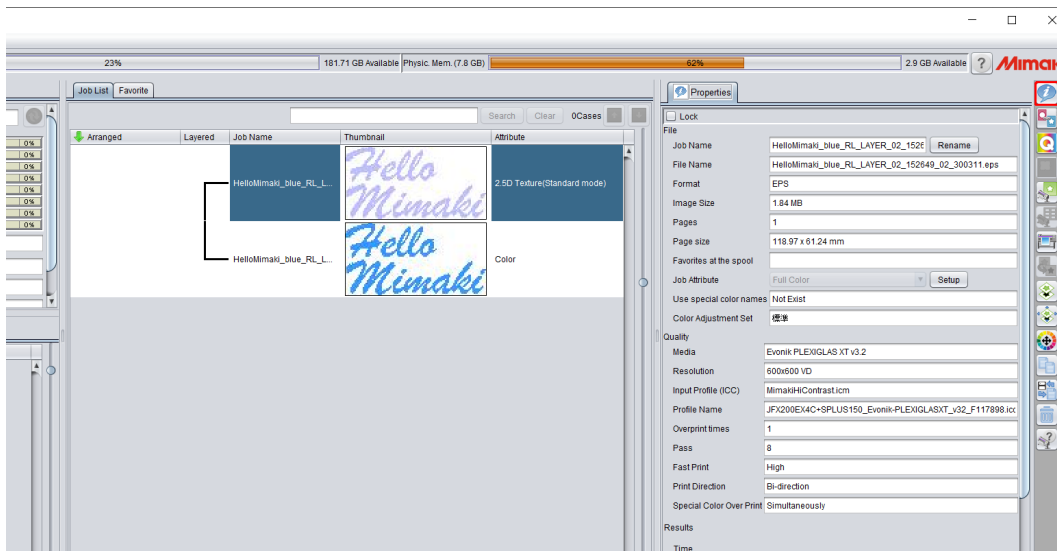 23%
181.71 GB Available
Physic. Mem. (7.8 GB)
62%
2.9 GB Available
?
Mimaki
Job List
Favorite
Properties
Search
Clear
0Cases
Lock
Arranged
Layered
Job Name
Thumbnail
Attribute
0%
0%
0%
0%
0%
0%
0%
0%
HelloMimaki_blue_RL_L...
Hello
Mimaki
2.5D Texture(Standard mode)
HelloMimaki_blue_RL_L...
Hello
Mimaki
Color
File
Job Name HelloMimaki_blue_RL_LAYER_02_1526 Rename
File Name HelloMimaki_blue_RL_LAYER_02_152649_02_300311.eps
Format EPS
Image Size 1.84 MB
Pages 1
Page size 118.97 x 61.24 mm
Favorites at the spool
Job Attribute Full Color Setup
Use special color names Not Exist
Color Adjustment Set 標準
Quality
Media Evonik PLEXIGLAS XT v3.2
Resolution 600x600 VD
Input Profile (ICC) MimakiHiContrast.icm
Profile Name JFX200EX4C+SPLUS150_Evonik-PLEXIGLASXT_v32_F117898.icc
Overprint times 1
Pass 8
Fast Print High
Print Direction Bi-direction
Special Color Over Print Simultaneously
Results
Time